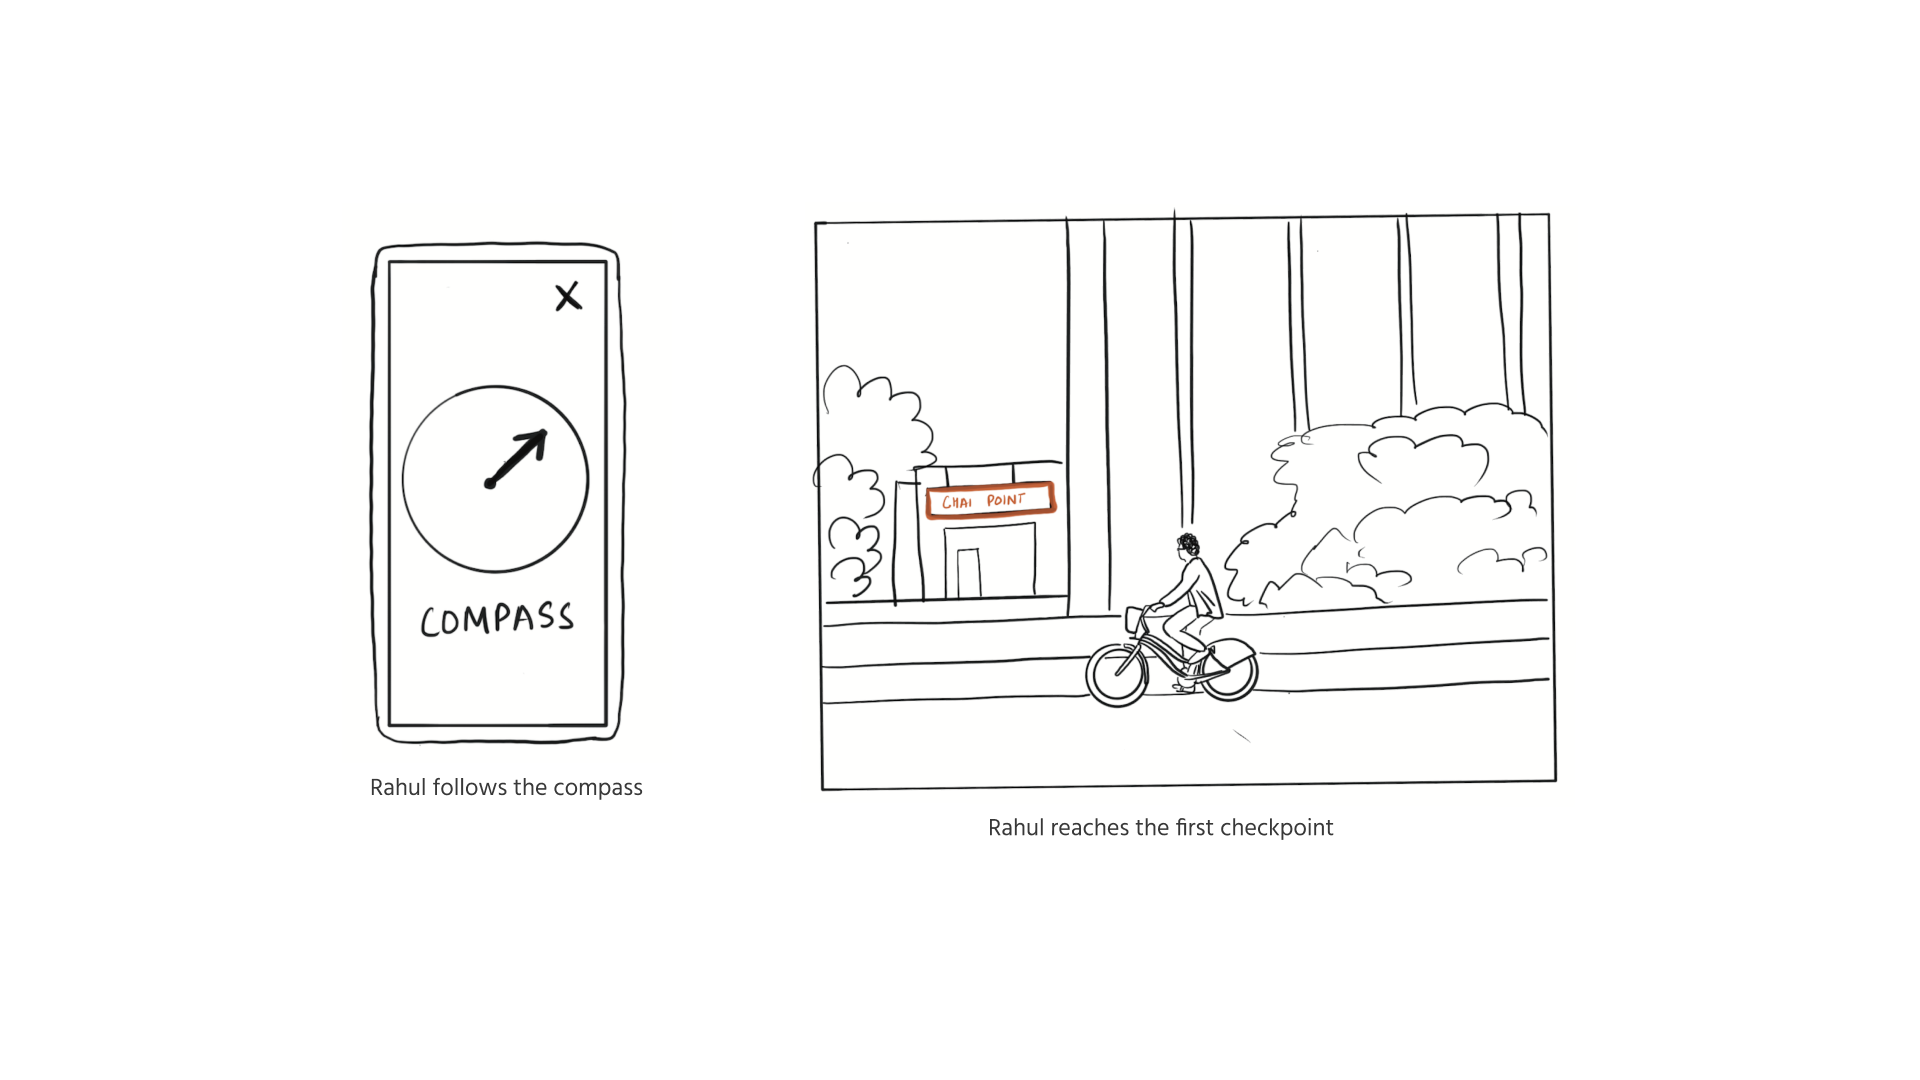 X
COMPASS
Rahul follows the compass
CHAI POINT
Rahul reaches the first checkpoint